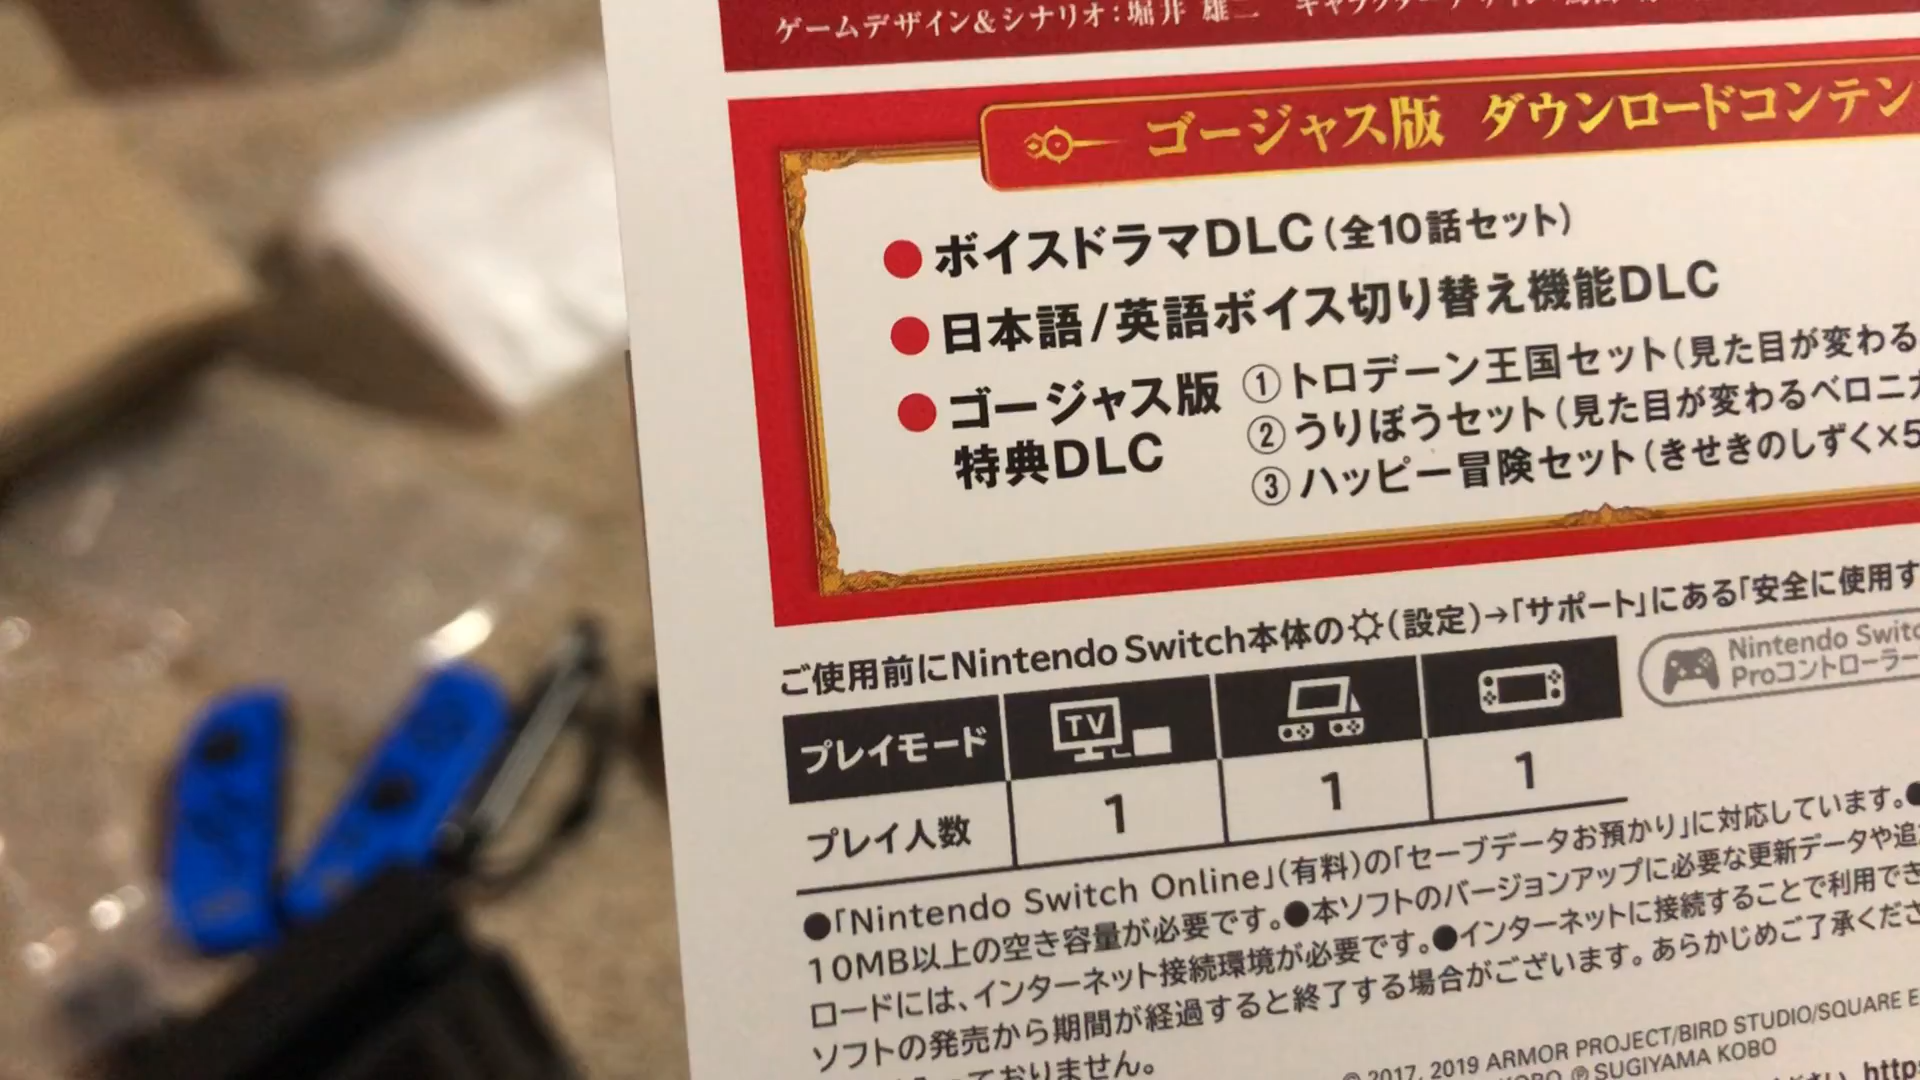 ゲームデザイン&シナリオ:堀井 雄二
ゴージャス版 ダウンロードコンテン
●ボイスドラマDLC(全10話セット)
●日本語/英語ボイス切り替え機能DLC
●ゴージャス版
特典DLC
①トロデーン王国セット(見た目が変わる
②うりぼうセット(見た目が変わるベロニカ
③ハッピー冒険セット(きせきのしずく×5
ご使用前にNintendo Switch本体の(設定)→「サポート」にある「安全に使用す
Nintendo Switc
Proコントローラー
プレイモード TV
プレイ人数 1 1 1
●「Nintendo Switch Online」(有料)の「セーブデータお預かり」に対応しています。●
10MB以上の空き容量が必要です。●本ソフトのバージョンアップに必要な更新データや追
ロードには、インターネット接続環境が必要です。●インターネットに接続することで利用でき
ソフトの発売から期間が経過すると終了する場合がございます。あらかじめご了承くださ
ておりません。
© 2017, 2019 ARMOR PROJECT/BIRD STUDIO/SQUARE E
KOBO ℗ SUGIYAMA KOBO
http